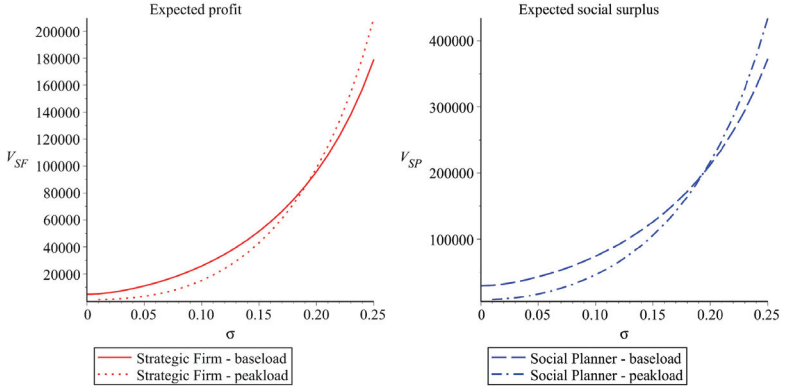 Expected profit
200000
180000
160000
140000
120000
V_SF 100000
80000
60000
40000
20000
0 0.05 0.10 0.15 0.20 0.25
σ
Strategic Firm - baseload
Strategic Firm - peakload
Expected social surplus
400000
300000
V_SP 200000
100000
0 0.05 0.10 0.15 0.20 0.25
σ
Social Planner - baseload
Social Planner - peakload